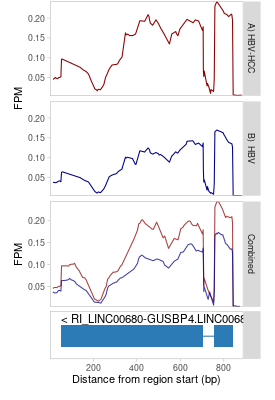 0.20
0.15
0.10
0.05
A) HBV-HCC
FPM
0.20
0.15
0.10
0.05
B) HBV
0.20
0.15
0.10
0.05
Combined
FPM
< RI_LINC00680-GUSBP4.LINC0068
200
400
600
800
Distance from region start (bp)